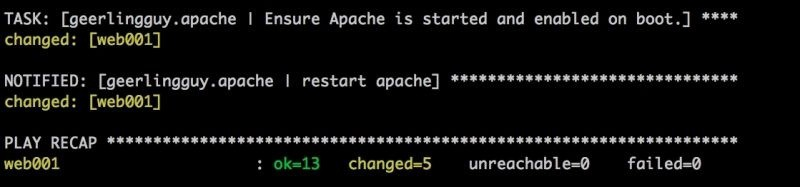 TASK: [geerlingguy.apache | Ensure Apache is started and enabled on boot.] ****
changed: [web001]
NOTIFIED: [geerlingguy.apache | restart apache] *******************************
changed: [web001]
PLAY RECAP ********************************************************************
web001 : ok=13 changed=5 unreachable=0 failed=0